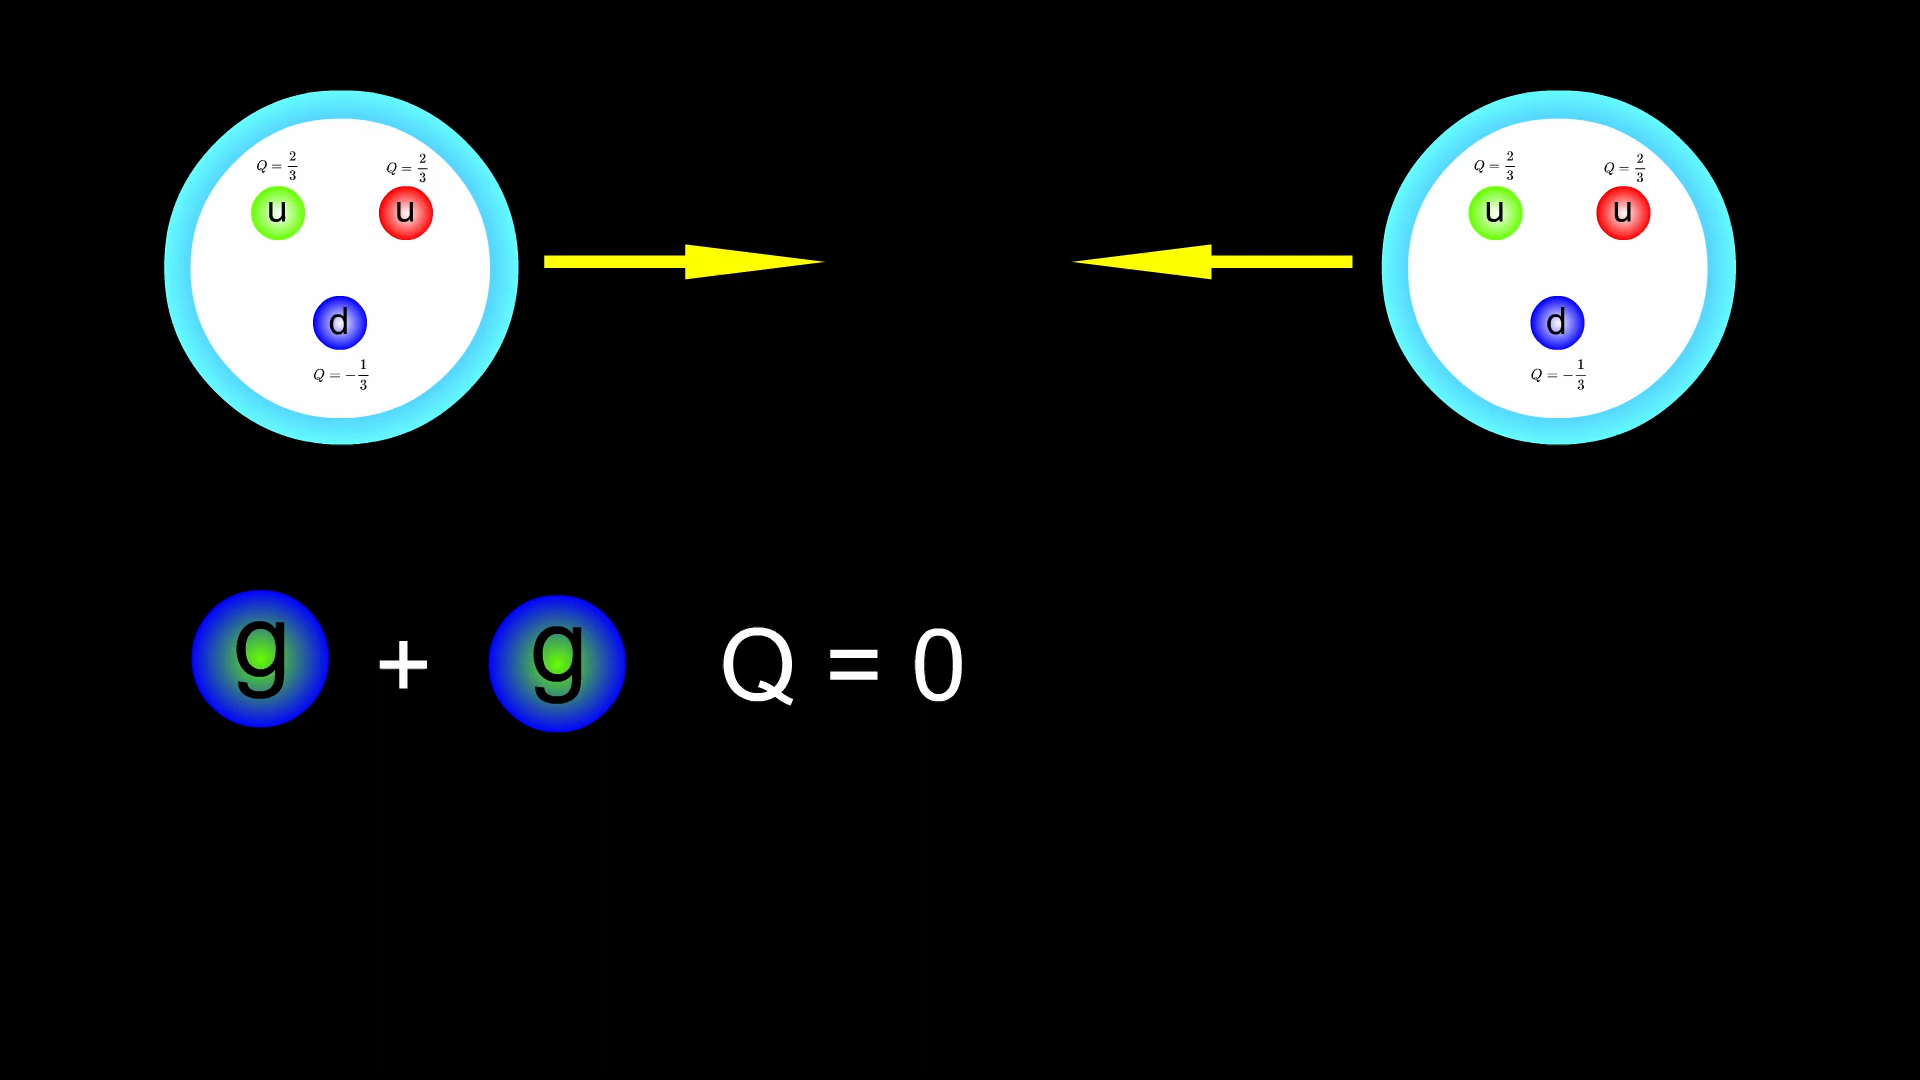 Q = 2/3 Q = 2/3 Q = 2/3 Q = 2/3
u u u u
d d
Q = -1/3 Q = -1/3
g + g Q = 0